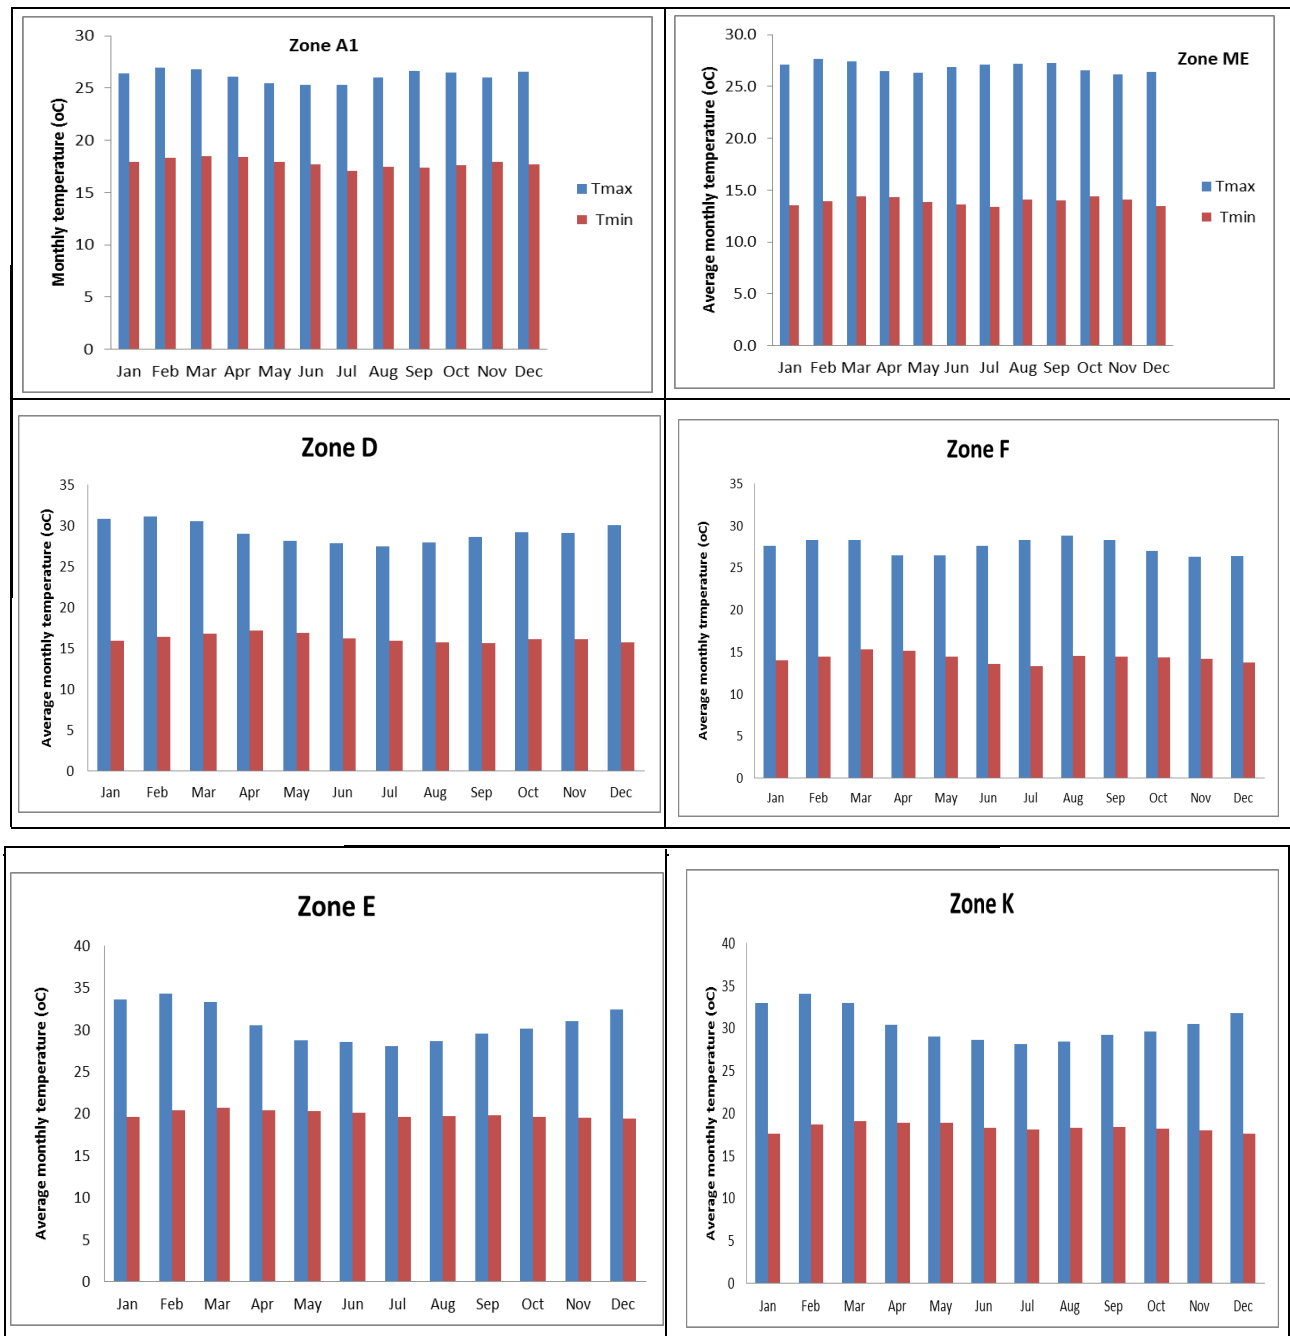 Zone A1
Monthly temperature (oC)
30
25
20
15
10
5
0
Jan Feb Mar Apr May Jun Jul Aug Sep Oct Nov Dec
Tmax
Tmin
Zone ME
Average monthly temperature (oC)
30.0
25.0
20.0
15.0
10.0
5.0
0.0
Jan Feb Mar Apr May Jun Jul Aug Sep Oct Nov Dec
Tmax
Tmin
Zone D
Average monthly temperature (oC)
35
30
25
20
15
10
5
0
Jan Feb Mar Apr May Jun Jul Aug Sep Oct Nov Dec
Zone F
Average monthly trmperature (oC)
35
30
25
20
15
10
5
0
Jan Feb Mar Apr May Jun Jul Aug Sep Oct Nov Dec
Zone E
Average monthly temperature (oC)
40
35
30
25
20
15
10
5
0
Jan Feb Mar Apr May Jun Jul Aug Sep Oct Nov Dec
Zone K
Average monthly temperature (oC)
40
35
30
25
20
15
10
5
0
Jan Feb Mar Apr May Jun Jul Aug Sep Oct Nov Dec